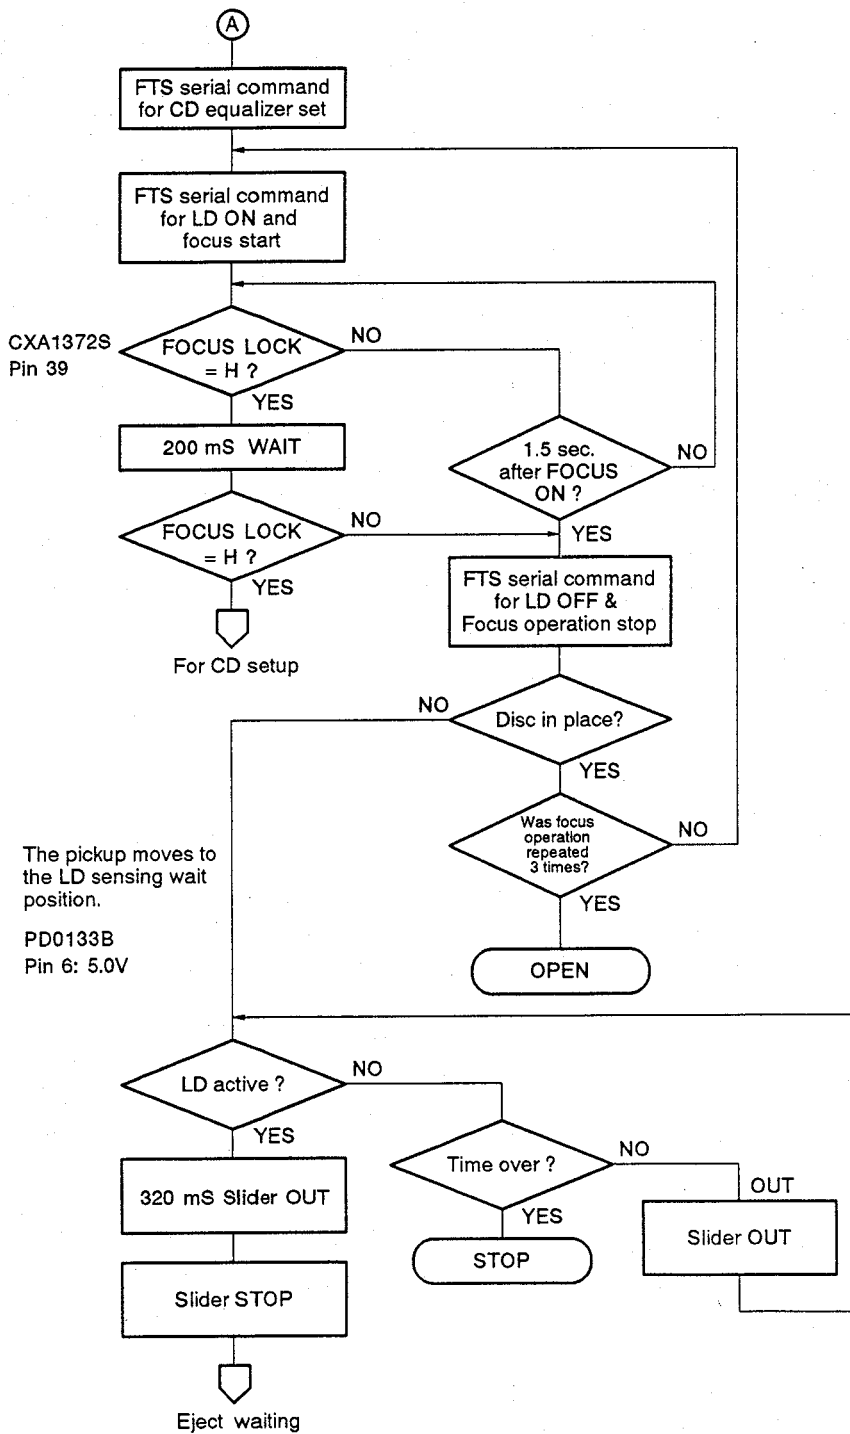 A
FTS serial command
for CD equalizer set
FTS serial command
for LD ON and
focus start
CXA1372S
Pin 39
FOCUS LOCK
= H ?
NO
YES
200 mS WAIT
1.5 sec.
after FOCUS
ON ?
NO
YES
FOCUS LOCK
= H ?
NO
YES
For CD setup
FTS serial command
for LD OFF &
Focus operation stop
Disc in place?
NO
YES
Was focus
operation
repeated
3 times?
NO
YES
OPEN
The pickup moves to
the LD sensing wait
position.
PD0133B
Pin 6: 5.0V
LD active ?
NO
YES
Time over ?
NO
YES
STOP
OUT
Slider OUT
320 mS Slider OUT
Slider STOP
Eject waiting